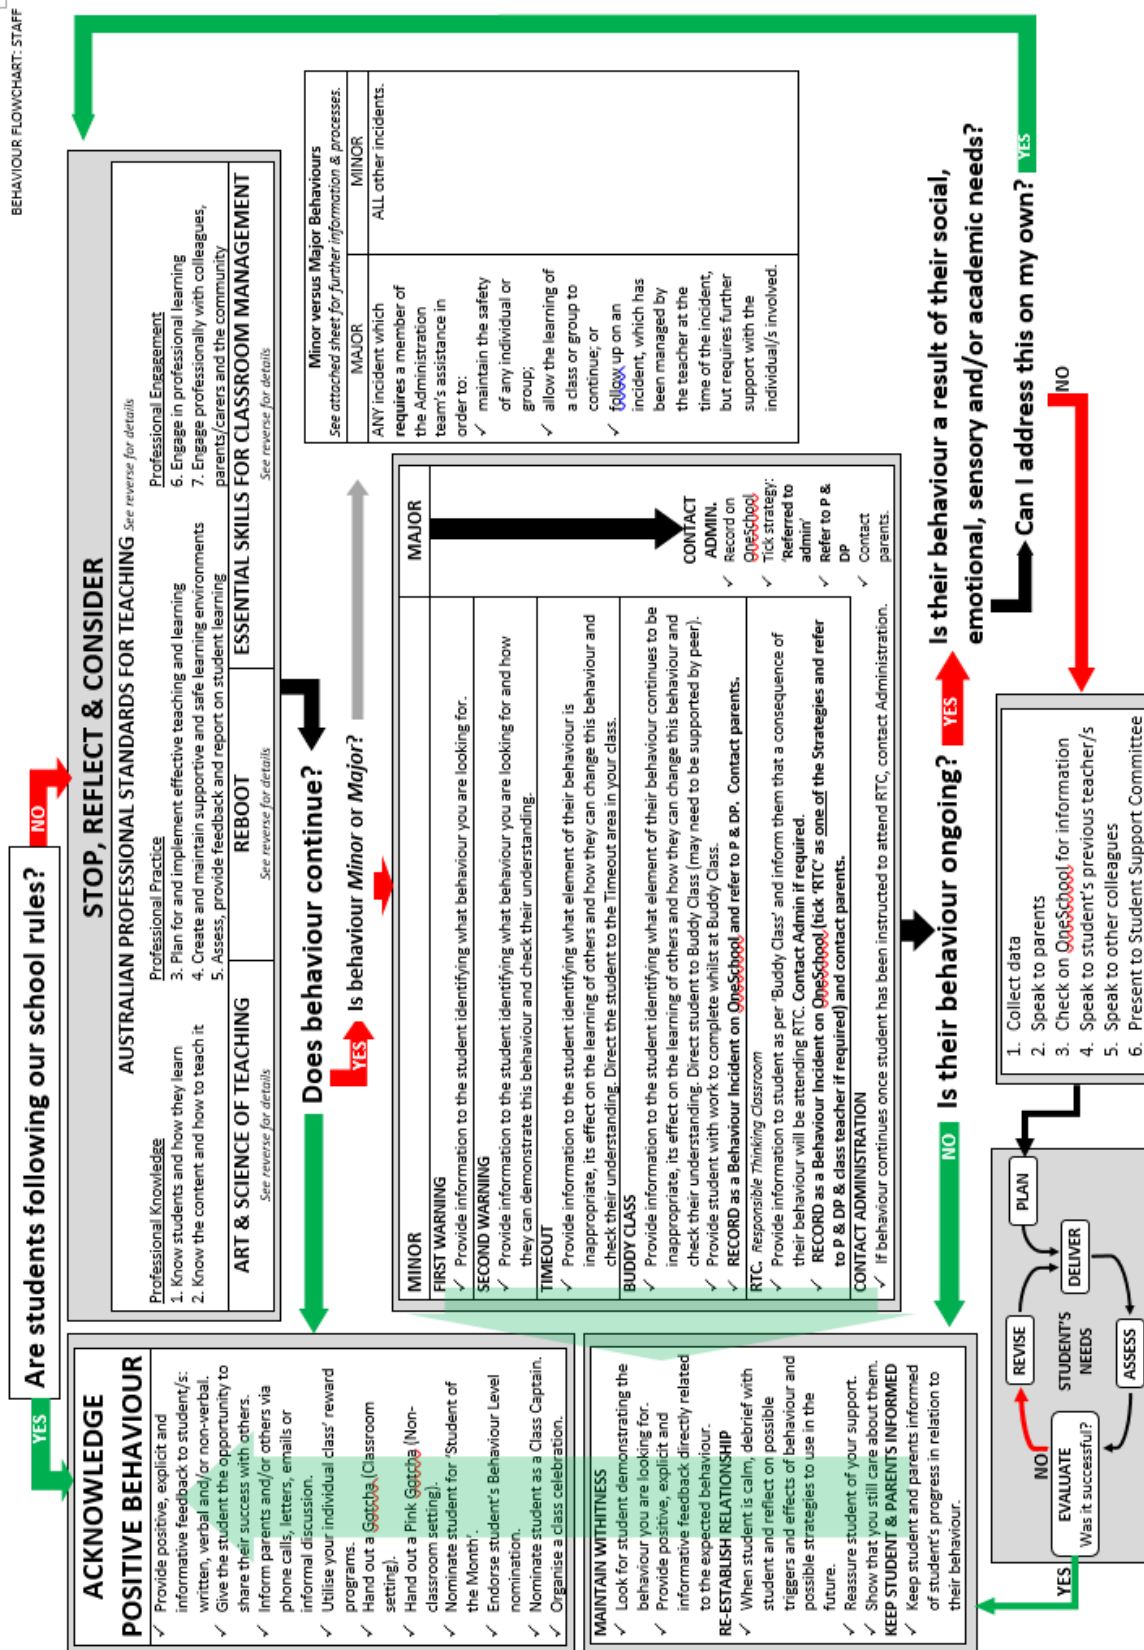 BEHAVIOUR FLOWCHART: STAFF
YES
Are students following our school rules?
NO
ACKNOWLEDGE
POSITIVE BEHAVIOUR
✓ Provide positive, explicit and
informative feedback to student/s:
written, verbal and/or non-verbal.
✓ Give the student the opportunity to
share their success with others.
✓ Inform parents and/or others via
phone calls, letters, emails or
informal discussion.
✓ Utilise your individual class' reward
programs.
✓ Hand out a Gotcha (Classroom
setting).
✓ Hand out a Pink Gotcha (Non-
classroom setting).
✓ Nominate student for 'Student of
the Month'.
✓ Endorse student's Behaviour Level
nomination.
✓ Nominate student as a Class Captain.
✓ Organise a class celebration.
STOP, REFLECT & CONSIDER
AUSTRALIAN PROFESSIONAL STANDARDS FOR TEACHING See reverse for details
Professional Knowledge
1. Know students and how they learn
2. Know the content and how to teach it
Professional Practice
3. Plan for and implement effective teaching and learning
4. Create and maintain supportive and safe learning environments
5. Assess, provide feedback and report on student learning
Professional Engagement
6. Engage in professional learning
7. Engage professionally with colleagues,
parents/carers and the community
ART & SCIENCE OF TEACHING
See reverse for details
REBOOT
See reverse for details
ESSENTIAL SKILLS FOR CLASSROOM MANAGEMENT
See reverse for details
Does behaviour continue?
YES
Is behaviour Minor or Major?
Minor versus Major Behaviours
See attached sheet for further information & processes.
MAJOR
MINOR
ANY incident which
requires a member of
the Administration
team's assistance in
order to:
✓ maintain the safety
of any individual or
group;
✓ allow the learning of
a class or group to
continue; or
✓ follow up on an
incident, which has
been managed by
the teacher at the
time of the incident,
but requires further
support with the
individual/s involved.
ALL other incidents.
MINOR
FIRST WARNING
✓ Provide information to the student identifying what behaviour you are looking for.
SECOND WARNING
✓ Provide information to the student identifying what behaviour you are looking for and how
they can demonstrate this behaviour and check their understanding.
TIMEOUT
✓ Provide information to the student identifying what element of their behaviour is
inappropriate, its effect on the learning of others and how they can change this behaviour and
check their understanding. Direct the student to the Timeout area in your class.
BUDDY CLASS
✓ Provide information to the student identifying what element of their behaviour continues to be
inappropriate, its effect on the learning of others and how they can change this behaviour and
check their understanding. Direct student to Buddy Class (may need to be supported by peer).
✓ Provide student with work to complete whilst at Buddy Class.
✓ RECORD as a Behaviour Incident on OneSchool and refer to P & DP. Contact parents.
RTC. Responsible Thinking Classroom
✓ Provide information to student as per 'Buddy Class' and inform them that a consequence of
their behaviour will be attending RTC. Contact Admin if required.
✓ RECORD as a Behaviour Incident on OneSchool (tick 'RTC' as one of the Strategies and refer
to P & DP & class teacher if required) and contact parents.
CONTACT ADMINISTRATION
✓ If behaviour continues once student has been instructed to attend RTC, contact Administration.
MAJOR
CONTACT
ADMIN.
✓ Record on
OneSchool
✓ Tick strategy:
'Referred to
admin'
✓ Refer to P &
DP
✓ Contact
parents.
MAINTAIN WITHITNESS
✓ Look for student demonstrating the
behaviour you are looking for.
✓ Provide positive, explicit and
informative feedback directly related
to the expected behaviour.
RE-ESTABLISH RELATIONSHIP
✓ When student is calm, debrief with
student and reflect on possible
triggers and effects of behaviour and
possible strategies to use in the
future.
✓ Reassure student of your support.
✓ Show that you still care about them.
KEEP STUDENT & PARENTS INFORMED
✓ Keep student and parents informed
of student's progress in relation to
their behaviour.
NO
Is their behaviour ongoing?
YES
Is their behaviour a result of their social,
emotional, sensory and/or academic needs?
Can I address this on my own?
YES
NO
1. Collect data
2. Speak to parents
3. Check on OneSchool for information
4. Speak to student's previous teacher/s
5. Speak to other colleagues
6. Present to Student Support Committee
PLAN
DELIVER
ASSESS
REVISE
STUDENT'S
NEEDS
NO
EVALUATE
Was it successful?
YES